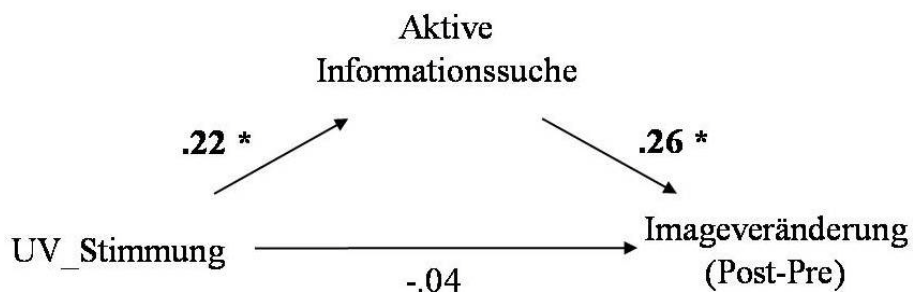 Aktive
Informationssuche
.22 *
.26 *
UV_Stimmung
Imageveränderung
(Post-Pre)
-.04